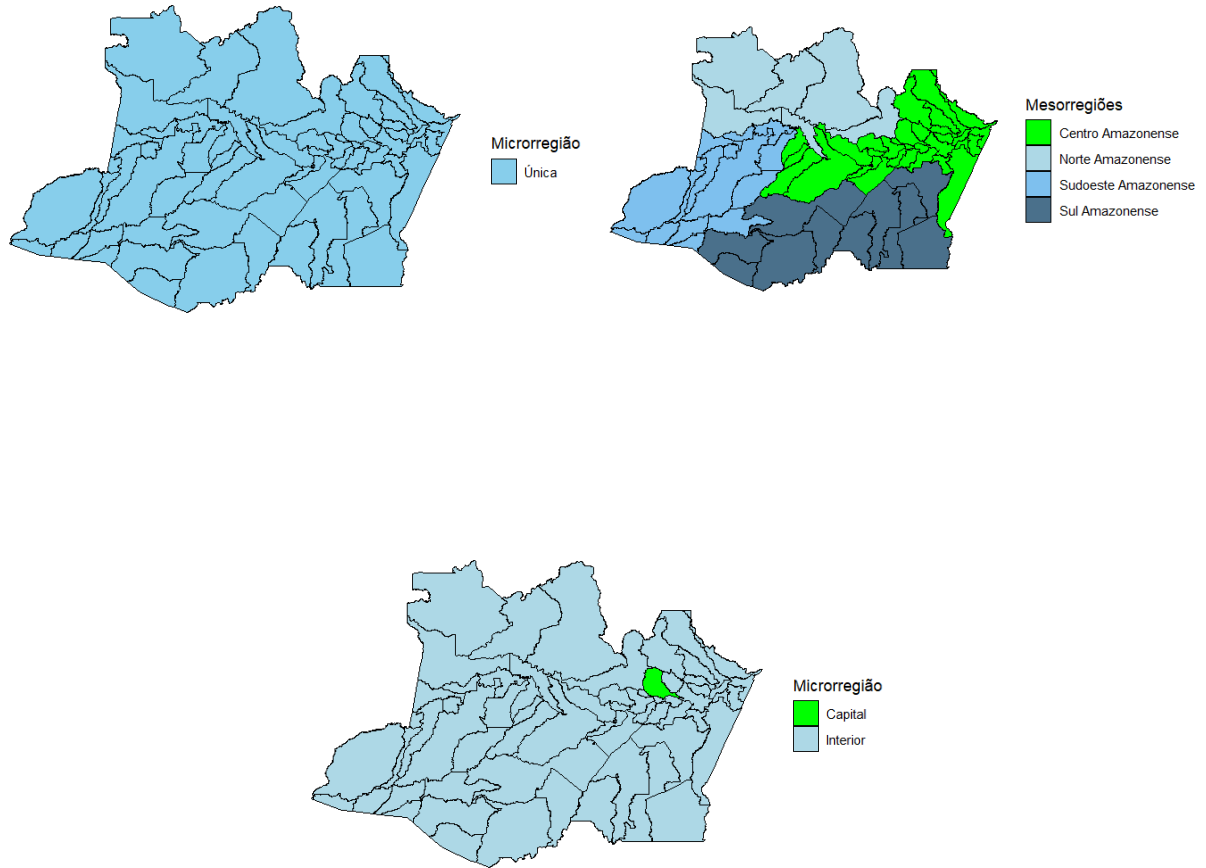 Microrregião
Única
Mesorregiões
Centro Amazonense
Norte Amazonense
Sudoeste Amazonense
Sul Amazonense
Microrregião
Capital
Interior